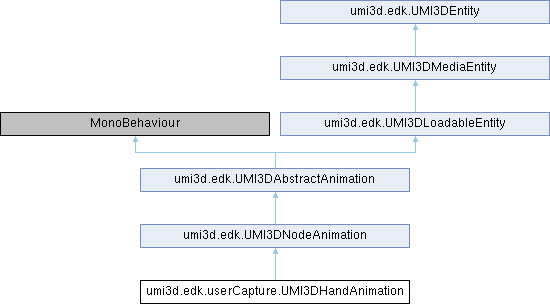 umi3d.edk.UMI3DEntity
umi3d.edk.UMI3DMediaEntity
MonoBehaviour
umi3d.edk.UMI3DLoadableEntity
umi3d.edk.UMI3DAbstractAnimation
umi3d.edk.UMI3DNodeAnimation
umi3d.edk.userCapture.UMI3DHandAnimation